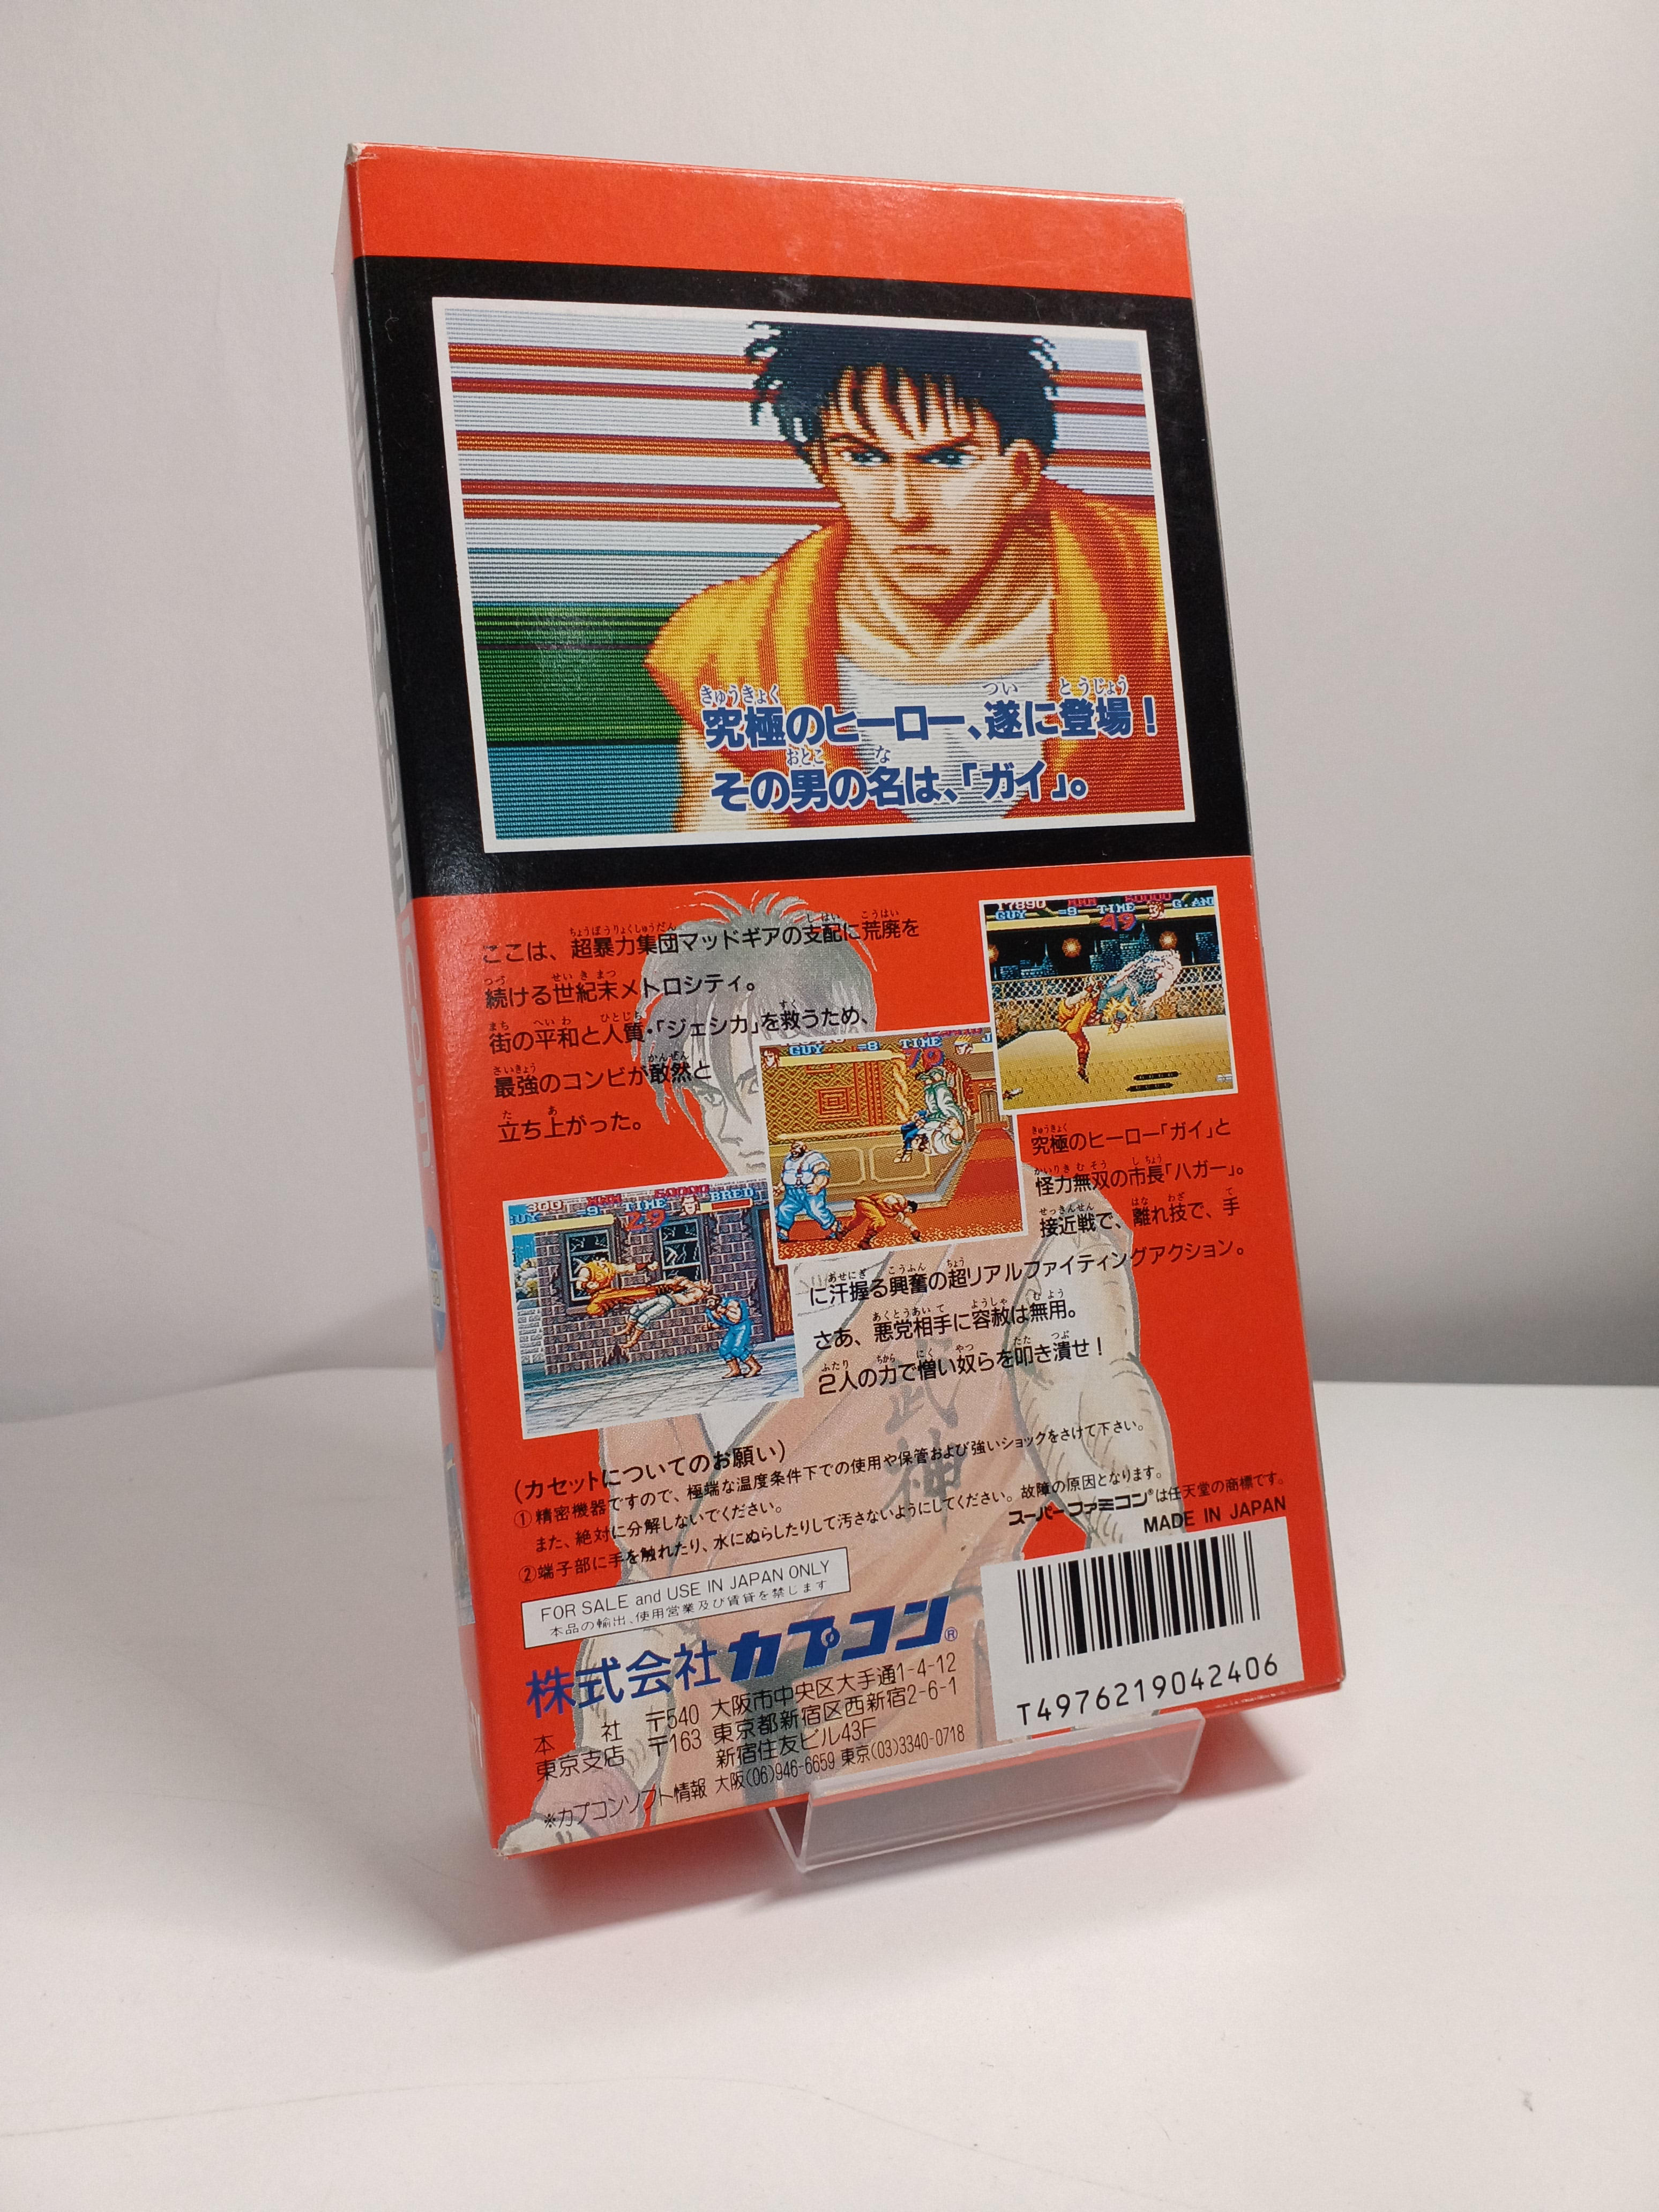 究極のヒーロー、遂に登場！
その男の名は、「ガイ」。
ここは、超暴力集団マッドギアの支配に荒廃を
続ける世紀末メトロシティ。
街の平和と人質・「ジェシカ」を救うため、
最強のコンビが敢然と
立ち上がった。
17890
GUY =9 TIME G.AND
49
GUY =8 TIME J
70
300 50000
GUY =9 TIME BRED
29
究極のヒーロー「ガイ」と
怪力無双の市長「ハガー」。
接近戦で、離れ技で、手
に汗握る興奮の超リアルファイティングアクション。
さあ、悪党相手に容赦は無用。
2人の力で憎い奴らを叩き潰せ！
武神
(カセットについてのお願い)
①精密機器ですので、極端な温度条件下での使用や保管および強いショックをさけて下さい。
また、絶対に分解しないでください。
②端子部に手を触れたり、水にぬらしたりして汚さないようにしてください。故障の原因となります。
スーパーファミコン®は任天堂の商標です。
MADE IN JAPAN
FOR SALE and USE IN JAPAN ONLY
本品の輸出、使用営業及び賃貸を禁じます
株式会社カプコン®
本社 〒540 大阪市中央区大手通1-4-12
東京支店 〒163 東京都新宿区西新宿2-6-1
新宿住友ビル43F
※カプコンソフト情報 大阪(06)946-6659 東京(03)3340-0718
T4976219042406